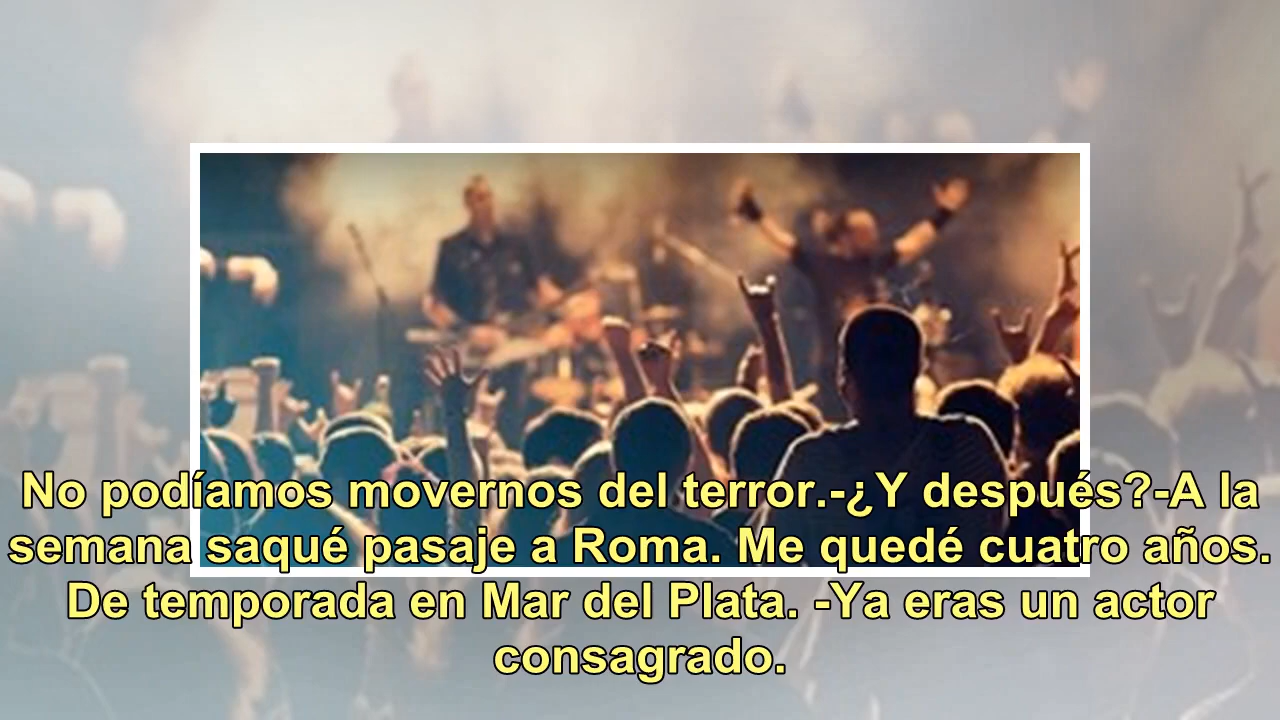 No podíamos movernos del terror.-¿Y después?-A la
semana saqué pasaje a Roma. Me quedé cuatro años.
De temporada en Mar del Plata. -Ya eras un actor
consagrado.